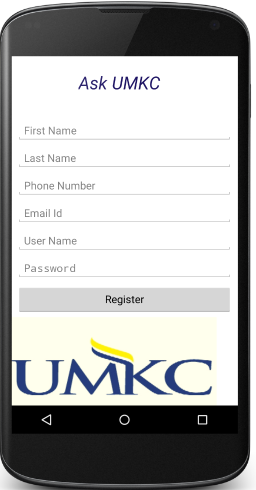 Ask UMKC
First Name
Last Name
Phone Number
Email Id
User Name
Password
Register
UMKC